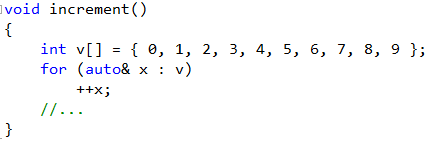 void increment()
{
    int v[] = { 0, 1, 2, 3, 4, 5, 6, 7, 8, 9 };
    for (auto& x : v)
        ++x;
    //...
}